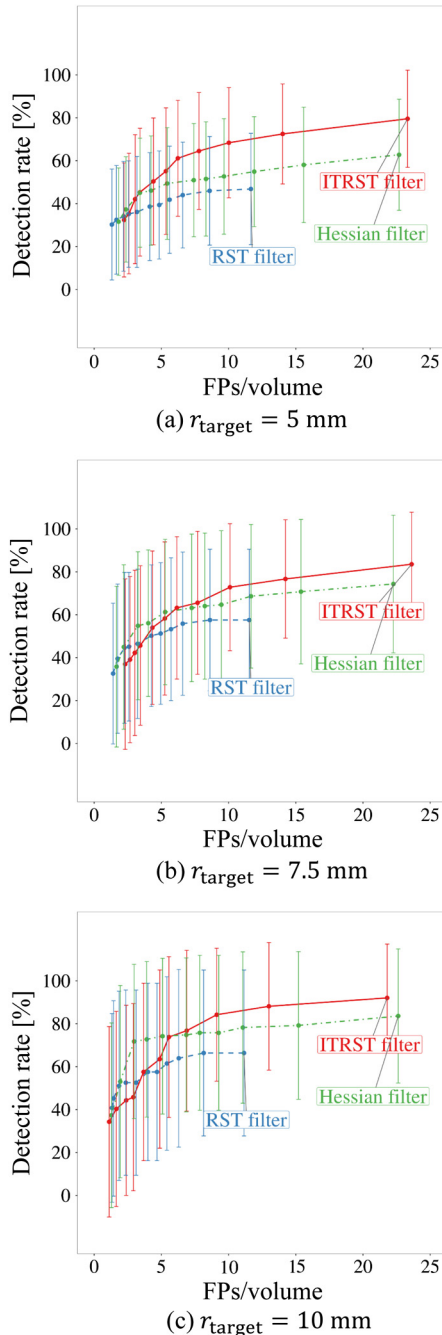 100
80
60
40
20
0
Detection rate [%]
ITRST filter
Hessian filter
RST filter
0 5 10 15 20 25
FPs/volume
(a) r_target = 5 mm
100
80
60
40
20
0
Detection rate [%]
ITRST filter
Hessian filter
RST filter
0 5 10 15 20 25
FPs/volume
(b) r_target = 7.5 mm
100
80
60
40
20
0
Detection rate [%]
ITRST filter
Hessian filter
RST filter
0 5 10 15 20 25
FPs/volume
(c) r_target = 10 mm